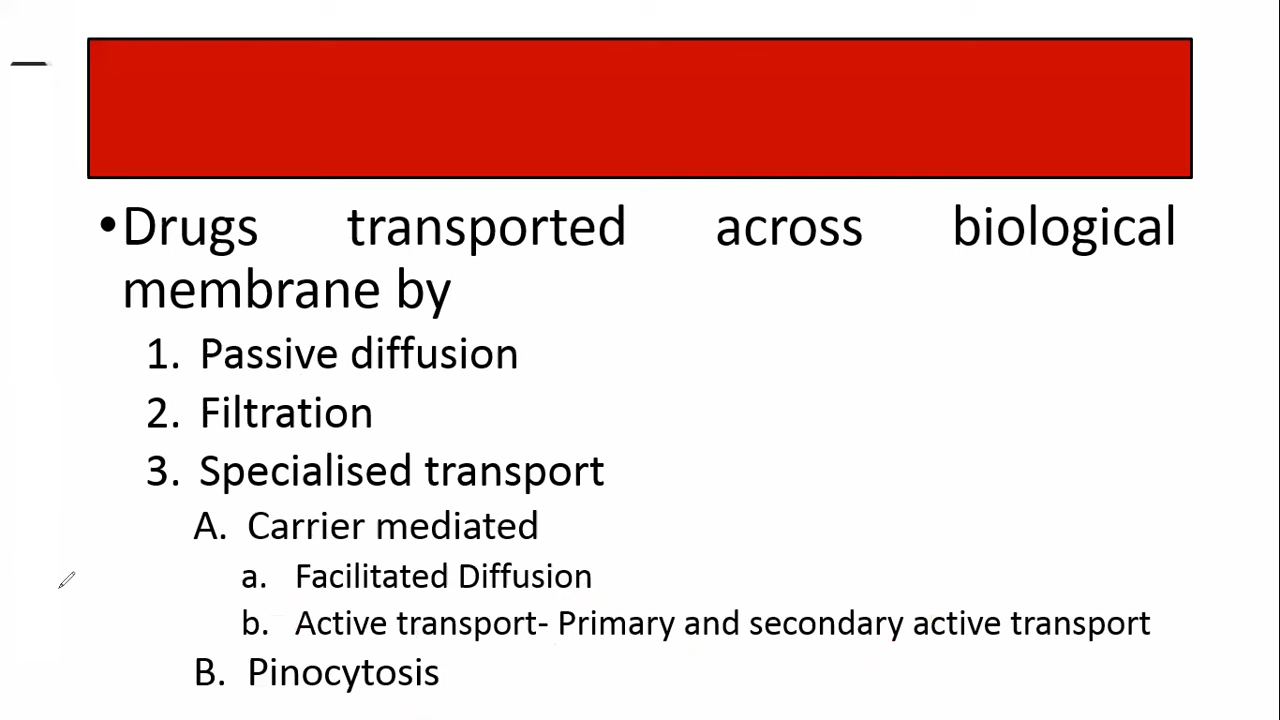 •Drugs transported across biological
membrane by
1. Passive diffusion
2. Filtration
3. Specialised transport
A. Carrier mediated
a. Facilitated Diffusion
b. Active transport- Primary and secondary active transport
B. Pinocytosis